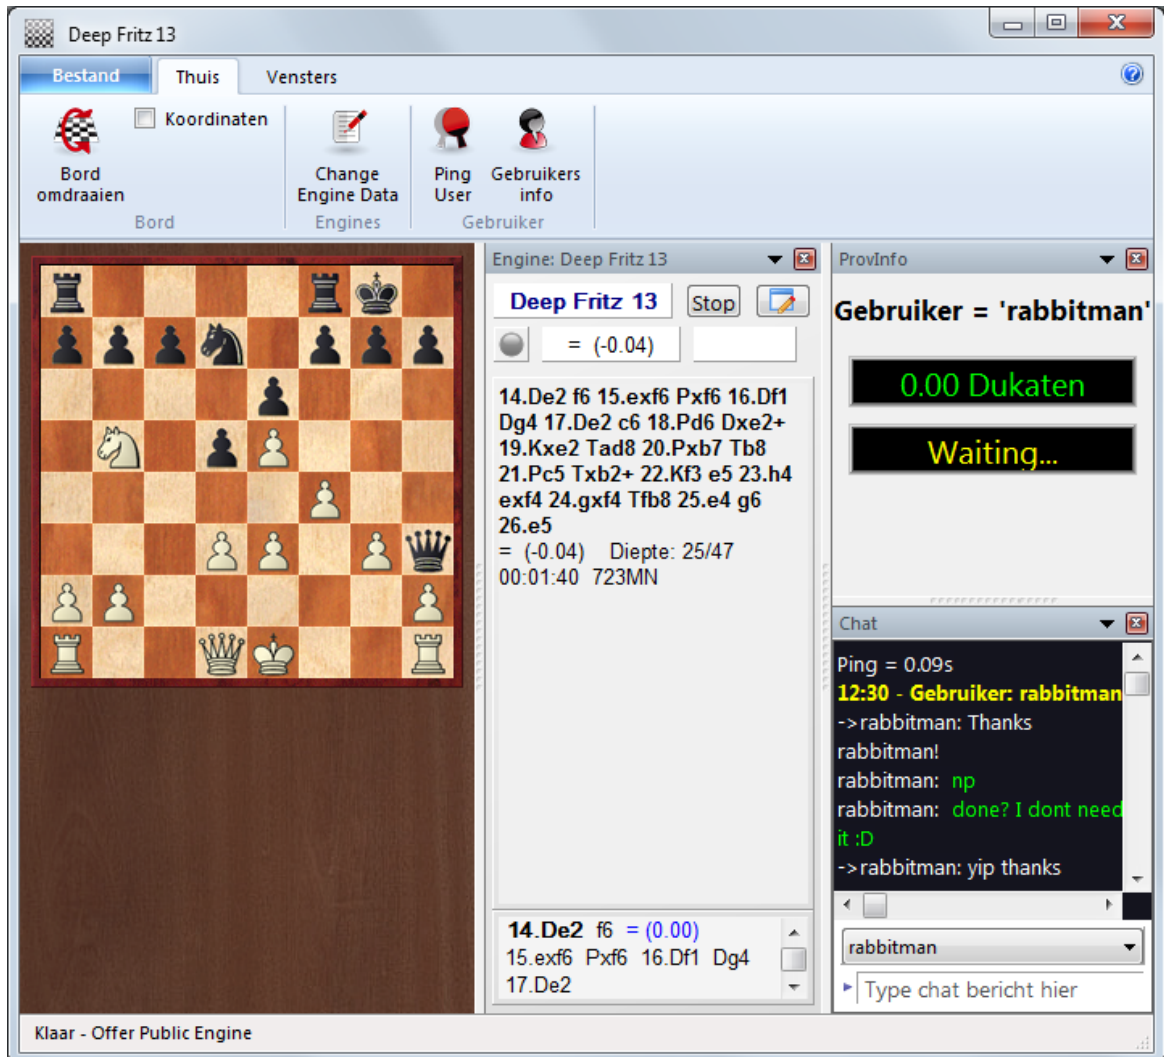 Deep Fritz 13
Bestand Thuis Vensters
Koordinaten
Bord
omdraaien
Change
Engine Data
Ping
User
Gebruikers
info
Bord Engines Gebruiker
Engine: Deep Fritz 13
Deep Fritz 13 Stop
= (-0.04)
14.De2 f6 15.exf6 Pxf6 16.Df1
Dg4 17.De2 c6 18.Pd6 Dxe2+
19.Kxe2 Tad8 20.Pxb7 Tb8
21.Pc5 Txb2+ 22.Kf3 e5 23.h4
exf4 24.gxf4 Tfb8 25.e4 g6
26.e5
= (-0.04) Diepte: 25/47
00:01:40 723MN
14.De2 f6 = (0.00)
15.exf6 Pxf6 16.Df1 Dg4
17.De2
ProvInfo
Gebruiker = 'rabbitman'
0.00 Dukaten
Waiting...
Chat
Ping = 0.09s
12:30 - Gebruiker: rabbitman
->rabbitman: Thanks
rabbitman!
rabbitman: np
rabbitman: done? I dont need
it :D
->rabbitman: yip thanks
rabbitman
Type chat bericht hier
Klaar - Offer Public Engine